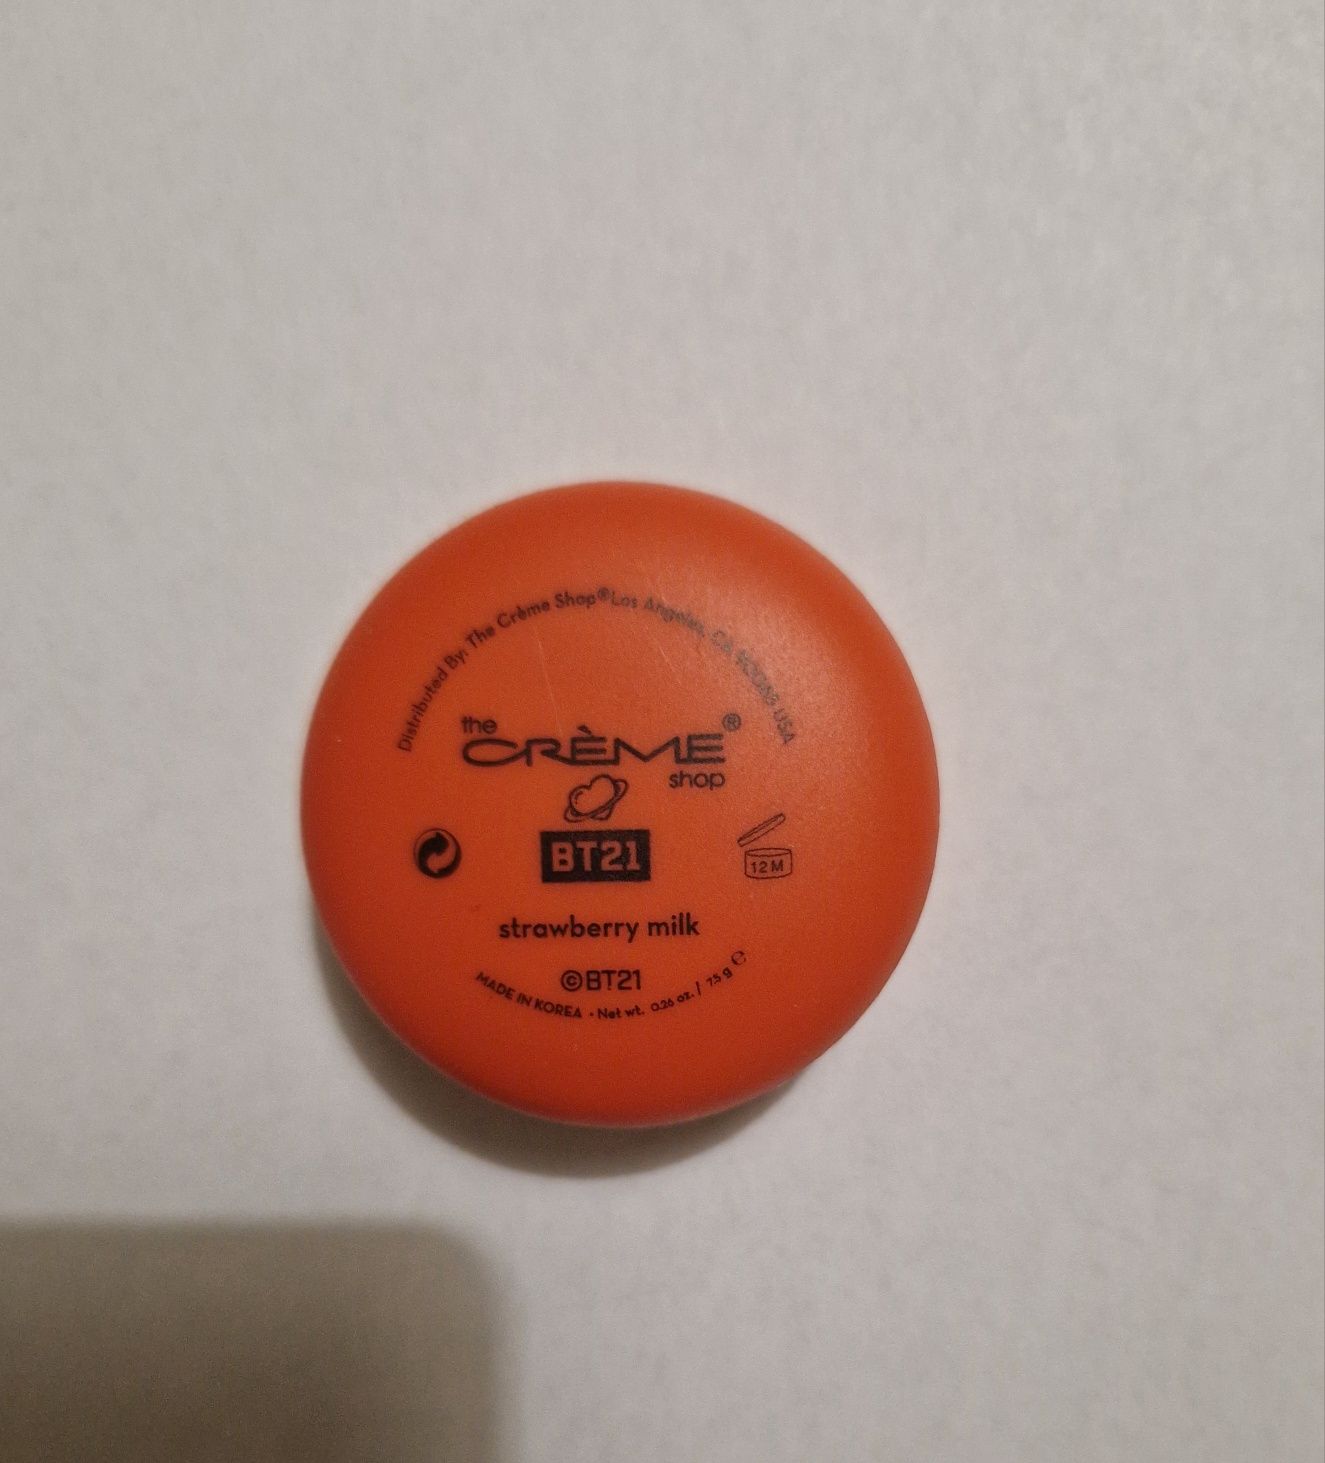 Distributed By: The Crème Shop® Los Angeles, CA 90058 USA
the
CRÈME®
shop
BT21
12M
strawberry milk
©BT21
MADE IN KOREA • Net wt. 0.26 oz. / 7.5 g ℮